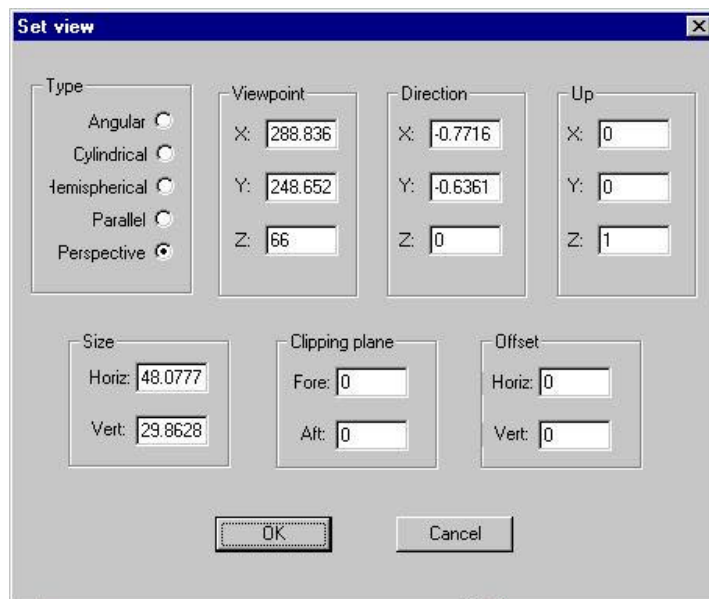 Set view
Type
Angular
Cylindrical
Hemispherical
Parallel
Perspective
Viewpoint
X: 288.836
Y: 248.652
Z: 66
Direction
X: -0.7716
Y: -0.6361
Z: 0
Up
X: 0
Y: 0
Z: 1
Size
Horiz: 48.0777
Vert: 29.8628
Clipping plane
Fore: 0
Aft: 0
Offset
Horiz: 0
Vert: 0
OK
Cancel